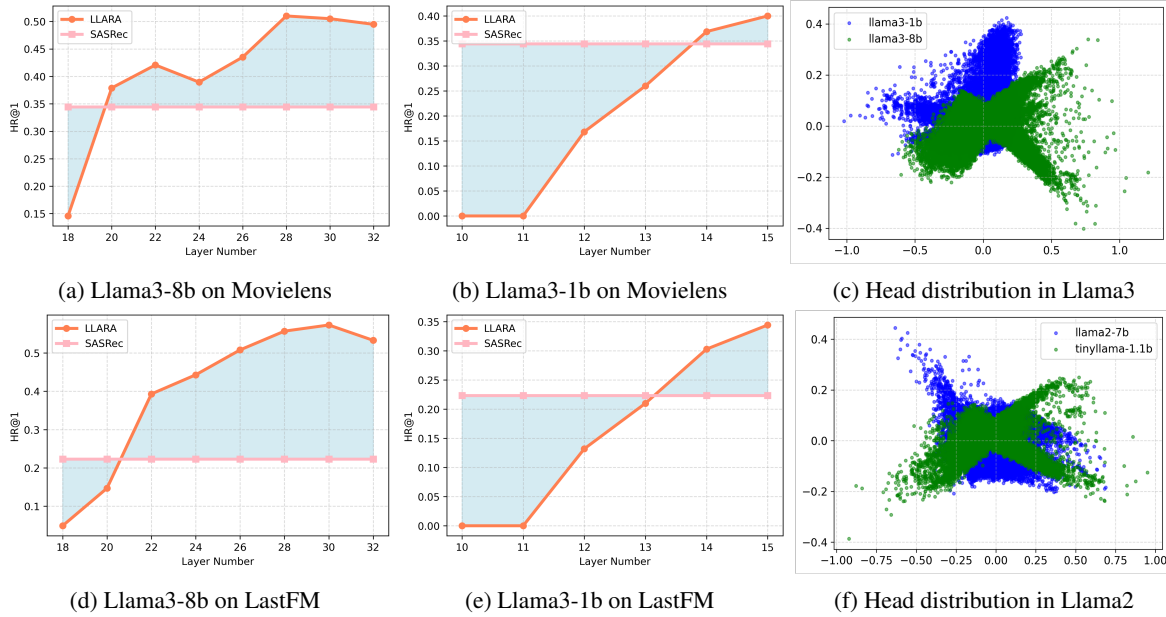 LLARA
SASRec
HR@1
0.50
0.45
0.40
0.35
0.30
0.25
0.20
0.15
18 20 22 24 26 28 30 32
Layer Number
(a) Llama3-8b on Movielens
LLARA
SASRec
HR@1
0.40
0.35
0.30
0.25
0.20
0.15
0.10
0.05
0.00
10 11 12 13 14 15
Layer Number
(b) Llama3-1b on Movielens
llama3-1b
llama3-8b
0.4
0.2
0.0
−0.2
−0.4
−1.0 −0.5 0.0 0.5 1.0
(c) Head distribution in Llama3
LLARA
SASRec
HR@1
0.5
0.4
0.3
0.2
0.1
18 20 22 24 26 28 30 32
Layer Number
(d) Llama3-8b on LastFM
LLARA
SASRec
HR@1
0.35
0.30
0.25
0.20
0.15
0.10
0.05
0.00
10 11 12 13 14 15
Layer Number
(e) Llama3-1b on LastFM
llama2-7b
tinyllama-1.1b
0.4
0.2
0.0
−0.2
−0.4
−1.00 −0.75 −0.50 −0.25 0.00 0.25 0.50 0.75 1.00
(f) Head distribution in Llama2